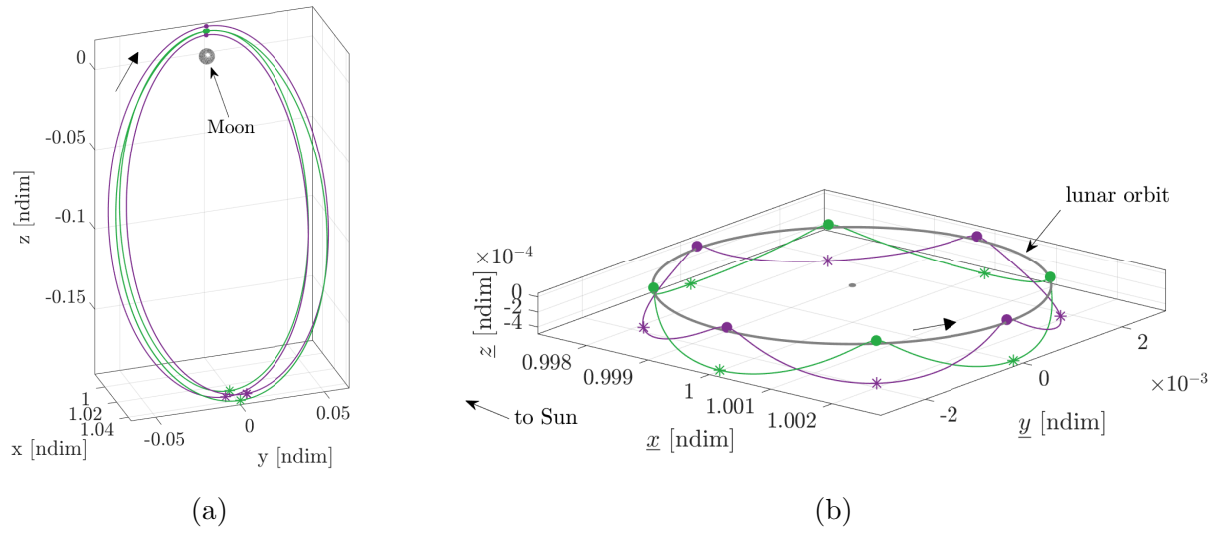 0
-0.05
-0.1
-0.15
z [ndim]
Moon
1
1.02
1.04
x [ndim]
-0.05
0
0.05
y [ndim]
(a)
lunar orbit
×10⁻⁴
0
-2
-4
z [ndim]
0.998
0.999
1
1.001
1.002
x [ndim]
to Sun
-2
0
2
×10⁻³
y [ndim]
(b)